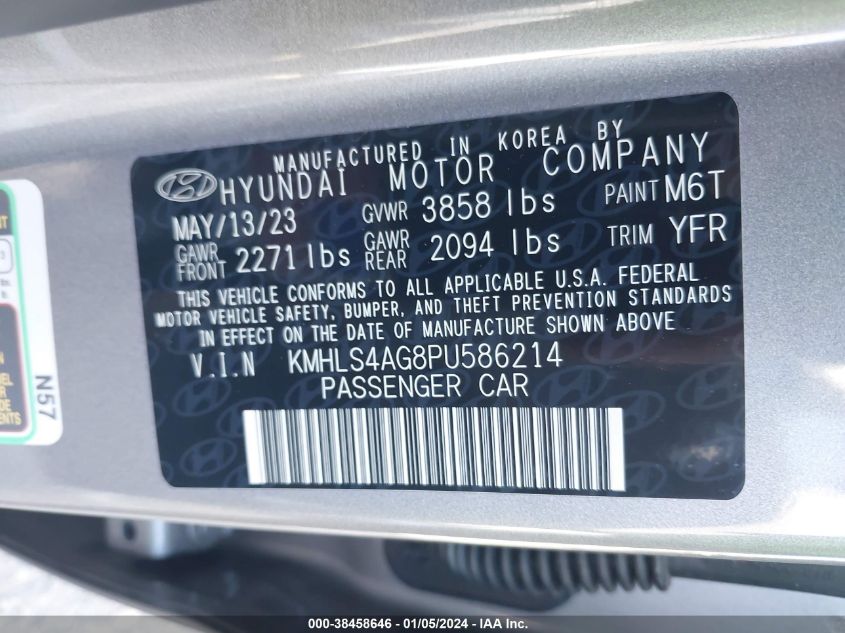 MANUFACTURED IN KOREA BY
HYUNDAI MOTOR COMPANY
MAY/13/23 GVWR 3858 lbs PAINT M6T
GAWR FRONT 2271 lbs GAWR REAR 2094 lbs TRIM YFR
THIS VEHICLE CONFORMS TO ALL APPLICABLE U.S.A. FEDERAL
MOTOR VEHICLE SAFETY, BUMPER, AND THEFT PREVENTION STANDARDS
IN EFFECT ON THE DATE OF MANUFACTURE SHOWN ABOVE
V.I.N KMHLS4AG8PU586214
PASSENGER CAR
N57
000-38458646 - 01/05/2024 - IAA Inc.